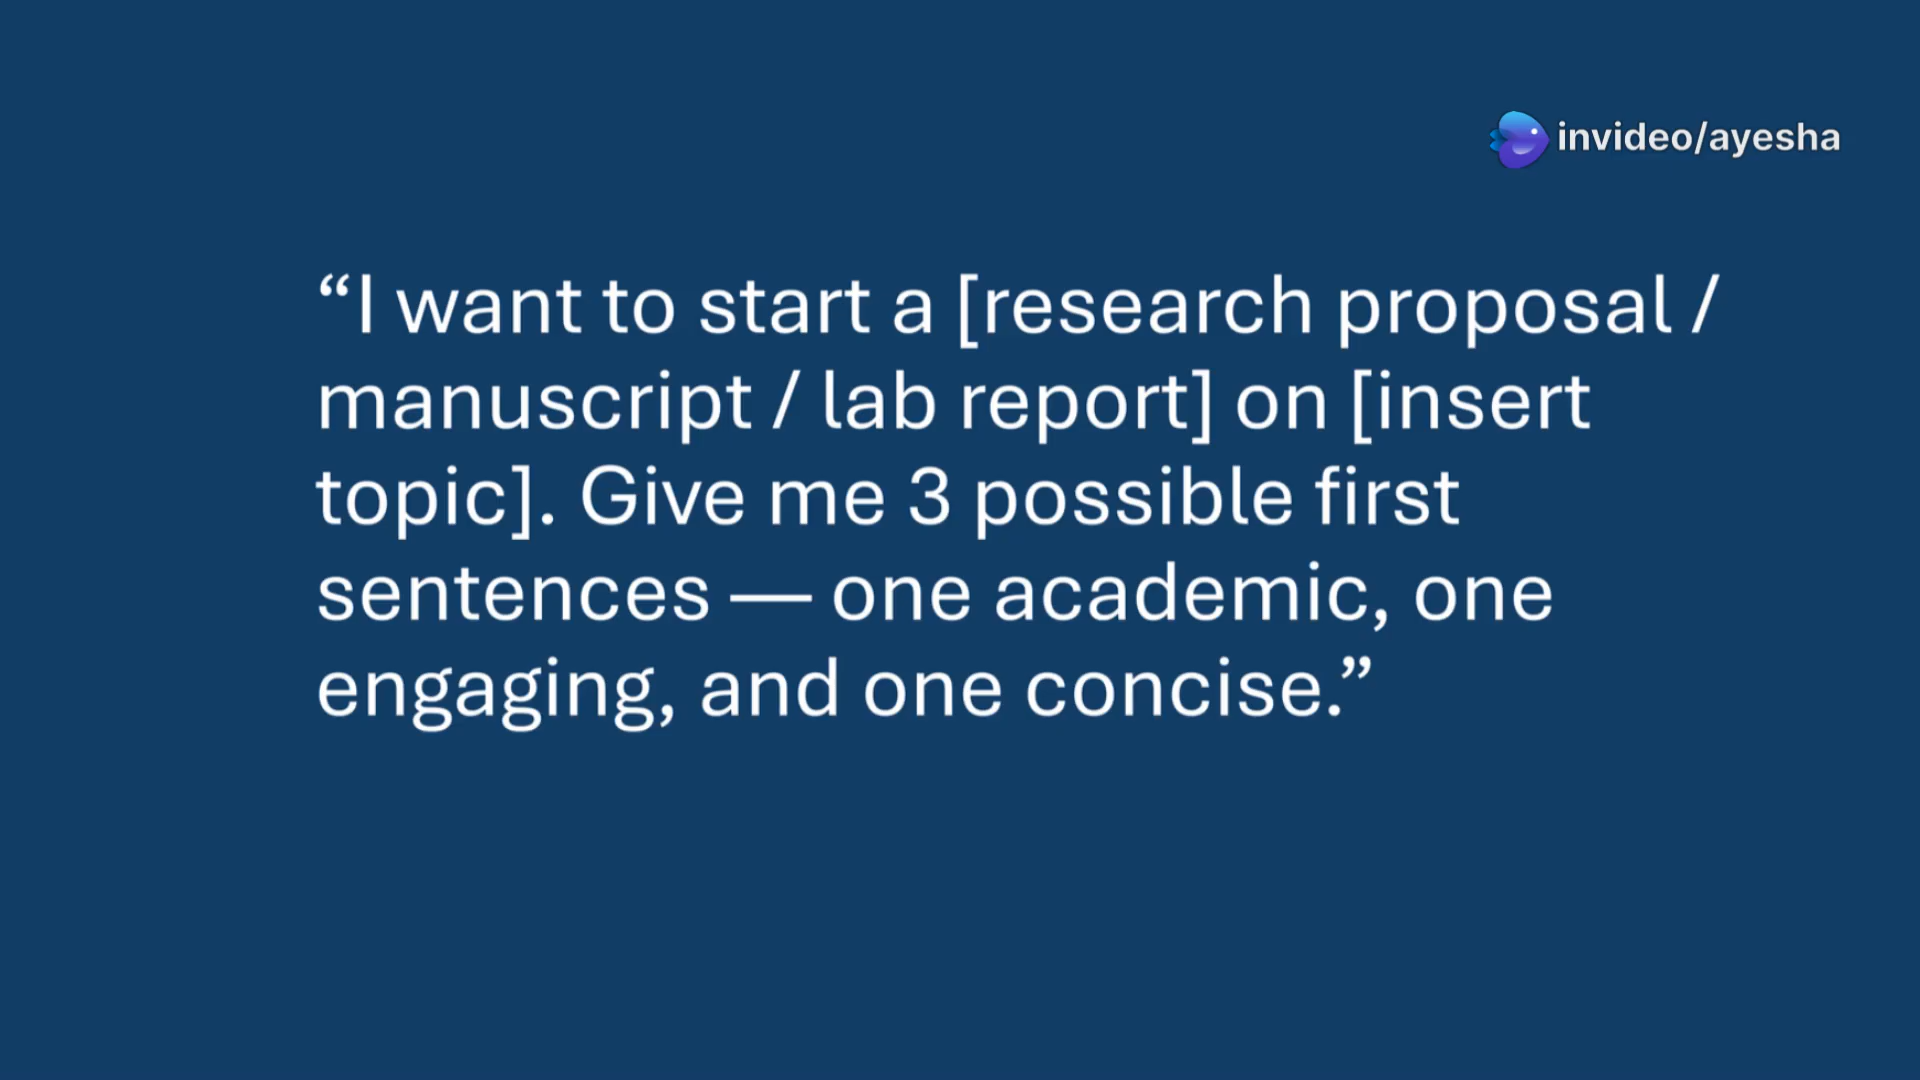 invideo/ayesha
“I want to start a [research proposal /
manuscript / lab report] on [insert
topic]. Give me 3 possible first
sentences — one academic, one
engaging, and one concise.”